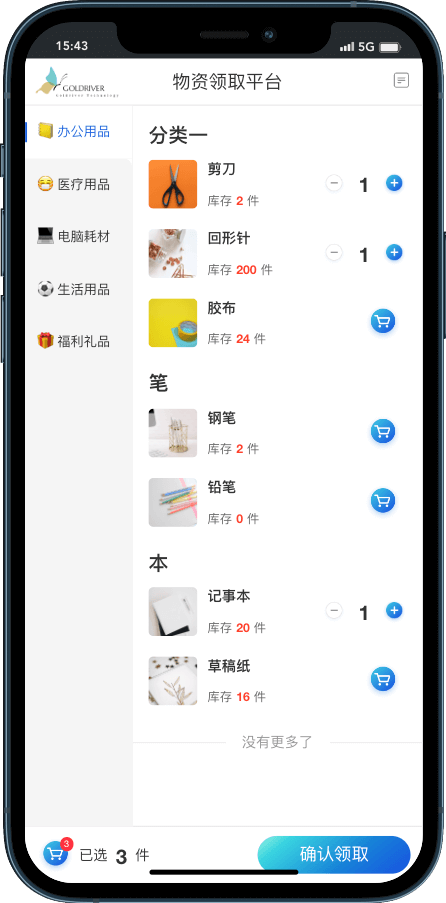 15:43
5G
GOLDRIVER
Goldriver Technology
物资领取平台
办公用品
医疗用品
电脑耗材
生活用品
福利礼品
分类一
剪刀
库存 2 件
1
回形针
库存 200 件
1
胶布
库存 24 件
笔
钢笔
库存 2 件
铅笔
库存 0 件
本
记事本
库存 20 件
1
草稿纸
库存 16 件
没有更多了
3
已选 3 件
确认领取